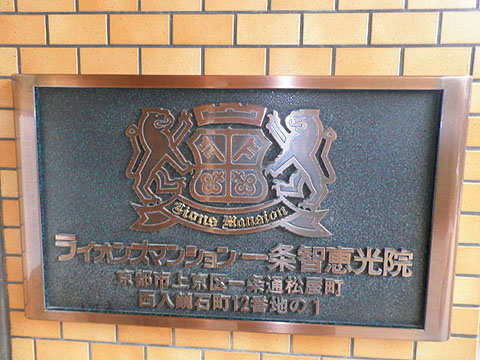 Lions Mansion
ライオンズマンション一条智恵光院
京都市上京区一条通松屋町
西入鏡石町12番地の1